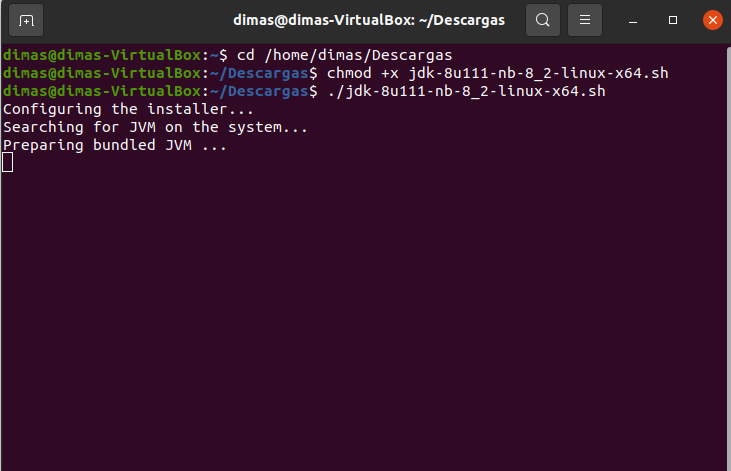 dimas@dimas-VirtualBox: ~/Descargas
dimas@dimas-VirtualBox:~$ cd /home/dimas/Descargas
dimas@dimas-VirtualBox:~/Descargas$ chmod +x jdk-8u111-nb-8_2-linux-x64.sh
dimas@dimas-VirtualBox:~/Descargas$ ./jdk-8u111-nb-8_2-linux-x64.sh
Configuring the installer...
Searching for JVM on the system...
Preparing bundled JVM ...